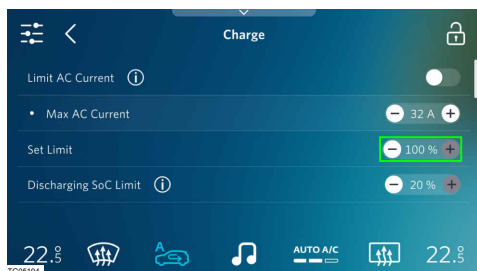 Charge
Limit AC Current
• Max AC Current
32 A
Set Limit
100 %
Discharging SoC Limit
20 %
22.5°
A
AUTO A/C
22.5°